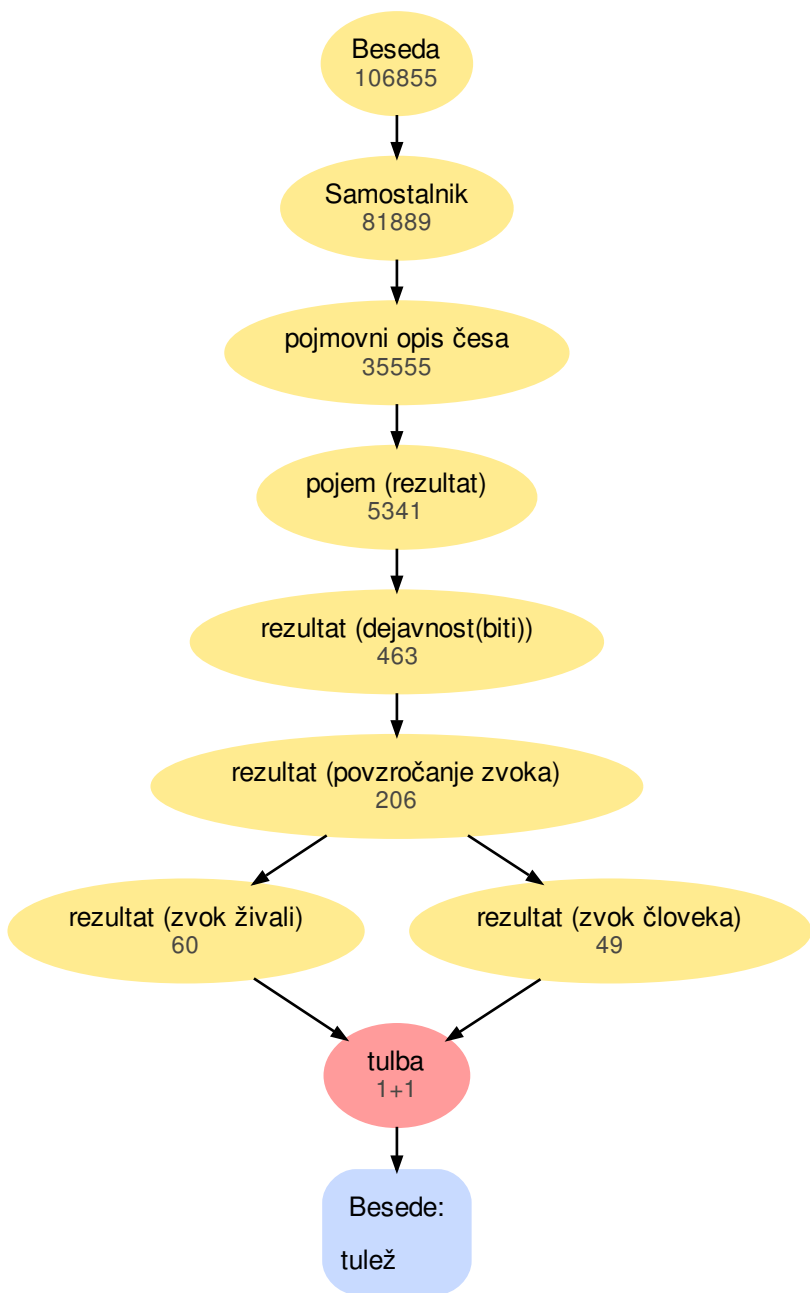 Beseda
106855
Samostalnik
81889
pojmovni opis česa
35555
pojem (rezultat)
5341
rezultat (dejavnost(biti))
463
rezultat (povzročanje zvoka)
206
rezultat (zvok živali)
60
rezultat (zvok človeka)
49
tulba
1+1
Besede:
tulež